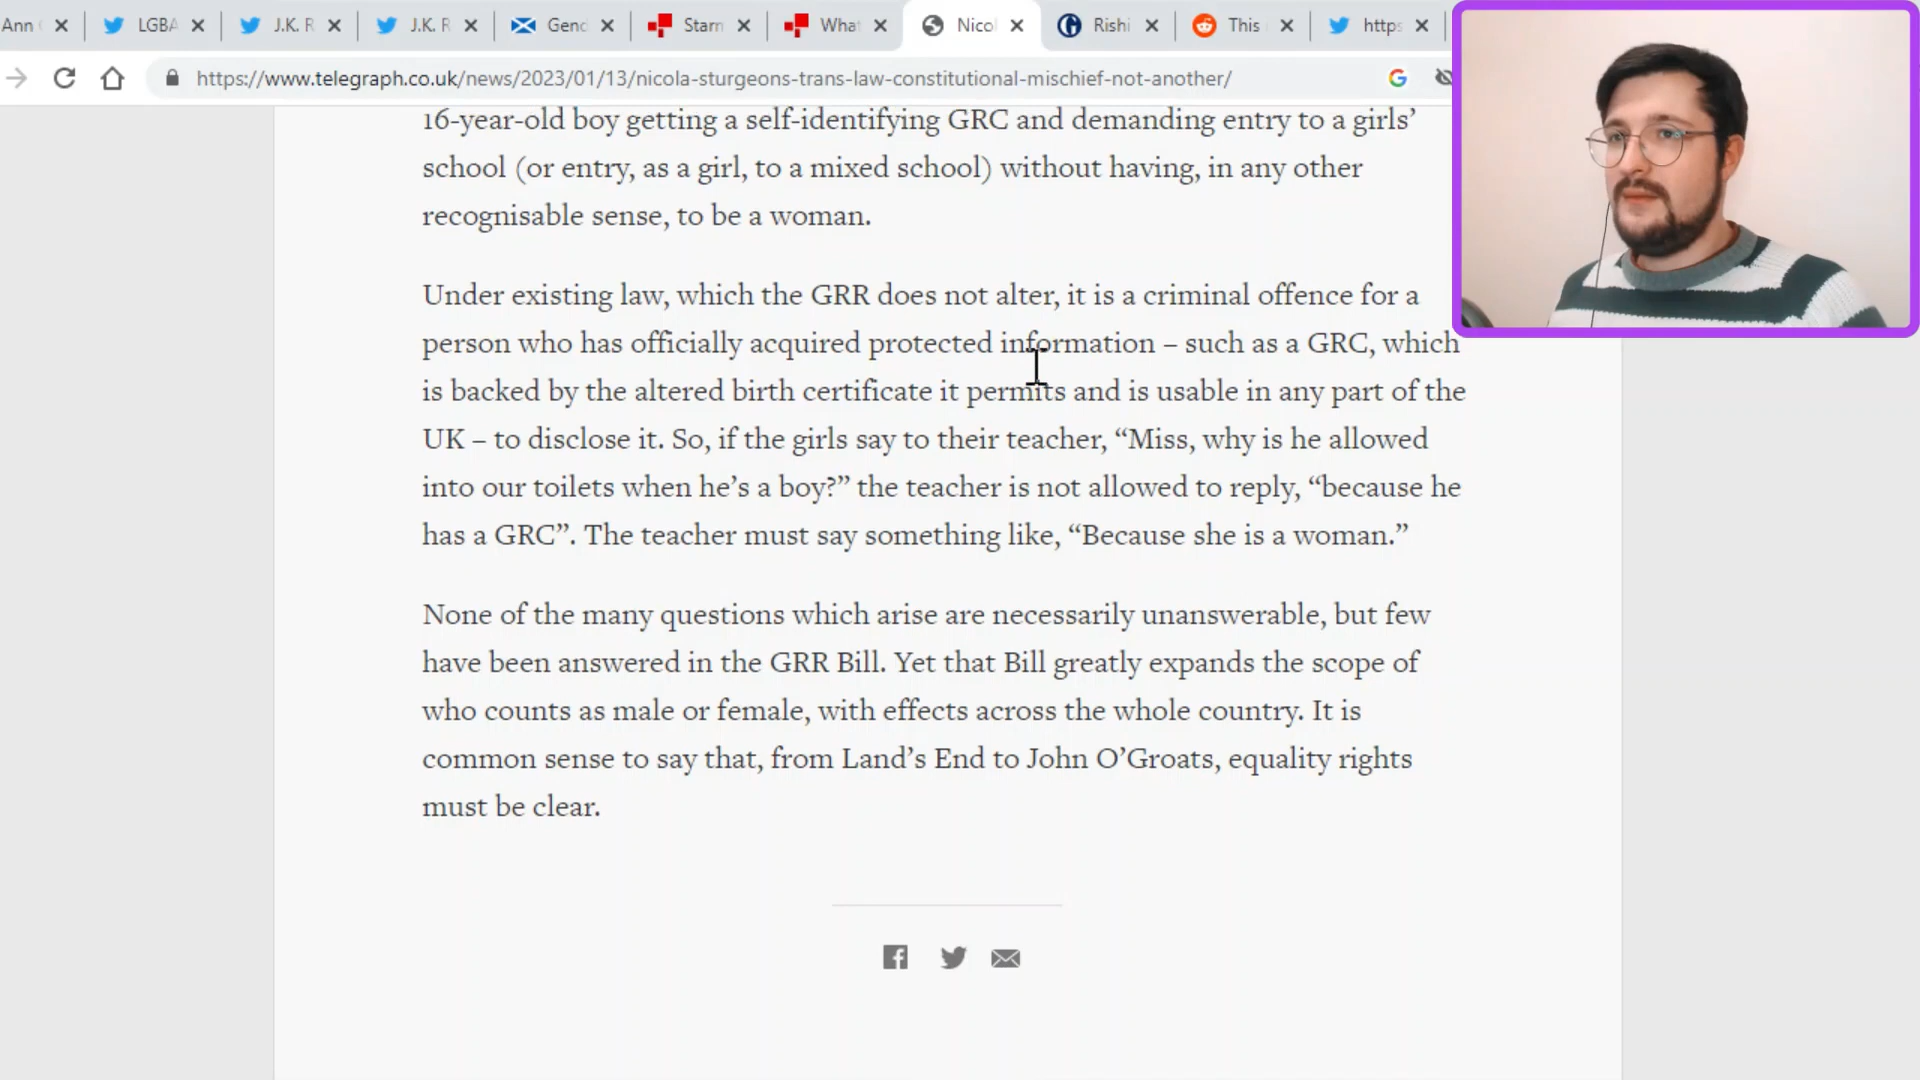 Ann
LGBA
J.K. R
J.K. R
Gend
Starm
What
Nicol
Rishi
This
https
https://www.telegraph.co.uk/news/2023/01/13/nicola-sturgeons-trans-law-constitutional-mischief-not-another/
16-year-old boy getting a self-identifying GRC and demanding entry to a girls’
school (or entry, as a girl, to a mixed school) without having, in any other
recognisable sense, to be a woman.
Under existing law, which the GRR does not alter, it is a criminal offence for a
person who has officially acquired protected information – such as a GRC, which
is backed by the altered birth certificate it permits and is usable in any part of the
UK – to disclose it. So, if the girls say to their teacher, “Miss, why is he allowed
into our toilets when he’s a boy?” the teacher is not allowed to reply, “because he
has a GRC”. The teacher must say something like, “Because she is a woman.”
None of the many questions which arise are necessarily unanswerable, but few
have been answered in the GRR Bill. Yet that Bill greatly expands the scope of
who counts as male or female, with effects across the whole country. It is
common sense to say that, from Land’s End to John O’Groats, equality rights
must be clear.